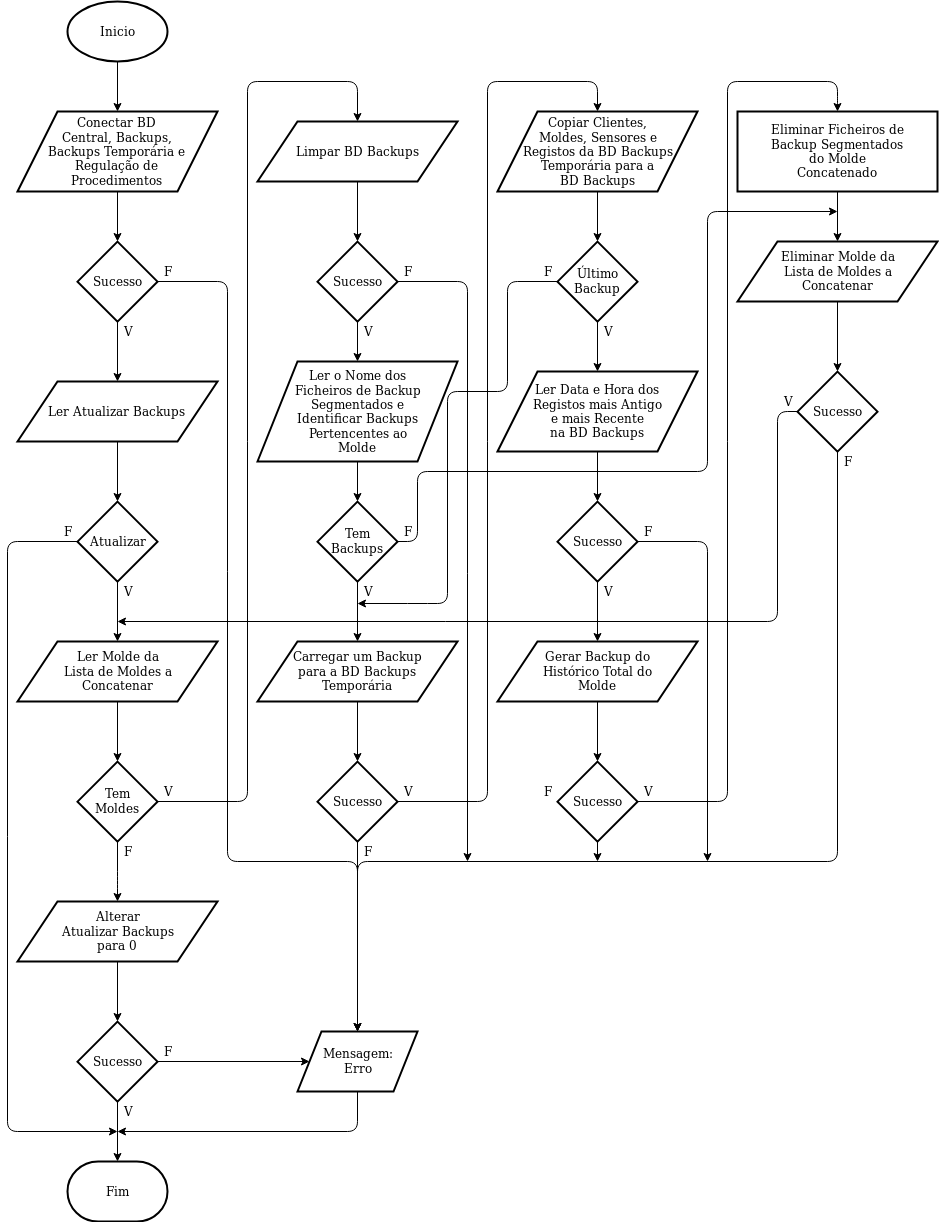 Inicio
Conectar BD
Central, Backups,
Backups Temporária e
Regulação de
Procedimentos
Sucesso
F
V
Ler Atualizar Backups
Atualizar
F
V
Ler Molde da
Lista de Moldes a
Concatenar
Tem
Moldes
V
F
Alterar
Atualizar Backups
para 0
Sucesso
F
V
Fim
Limpar BD Backups
Sucesso
F
V
Ler o Nome dos
Ficheiros de Backup
Segmentados e
Identificar Backups
Pertencentes ao
Molde
Tem
Backups
F
V
Carregar um Backup
para a BD Backups
Temporária
Sucesso
V
F
Mensagem:
Erro
Copiar Clientes,
Moldes, Sensores e
Registos da BD Backups
Temporária para a
BD Backups
Último
Backup
F
V
Ler Data e Hora dos
Registos mais Antigo
e mais Recente
na BD Backups
Sucesso
F
V
Gerar Backup do
Histórico Total do
Molde
Sucesso
F
V
Eliminar Ficheiros de
Backup Segmentados
do Molde
Concatenado
Eliminar Molde da
Lista de Moldes a
Concatenar
Sucesso
V
F